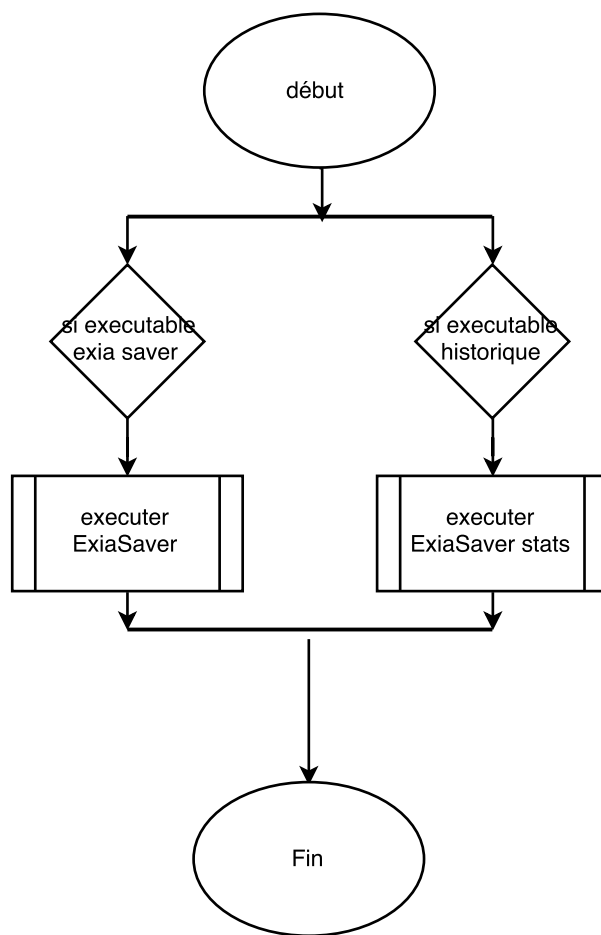 début
si executable
exia saver
si executable
historique
executer
ExiaSaver
executer
ExiaSaver stats
Fin